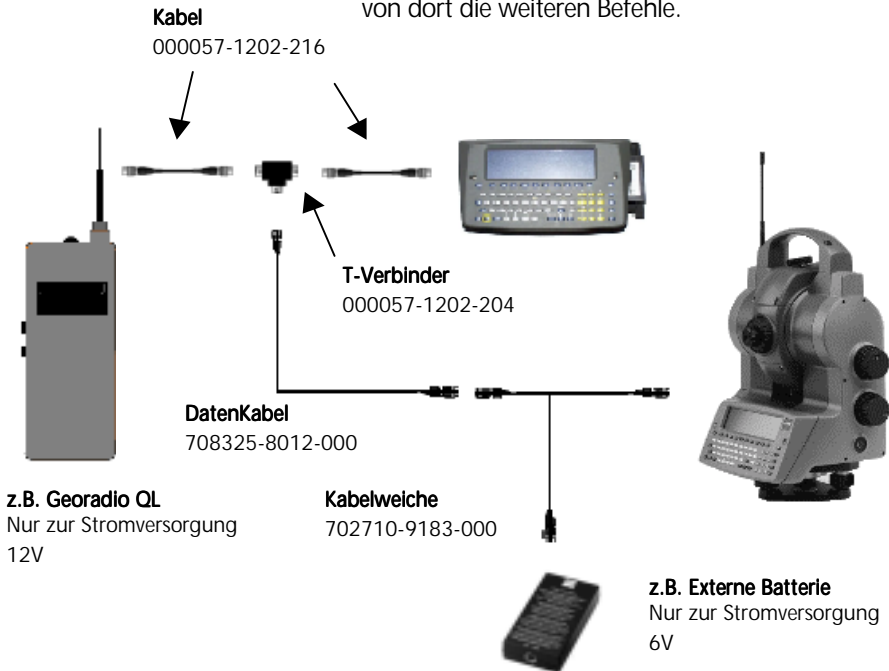 von dort die weiteren Befehle.
Kabel
000057-1202-216
T-Verbinder
000057-1202-204
DatenKabel
708325-8012-000
z.B. Georadio QL
Nur zur Stromversorgung
12V
Kabelweiche
702710-9183-000
z.B. Externe Batterie
Nur zur Stromversorgung
6V